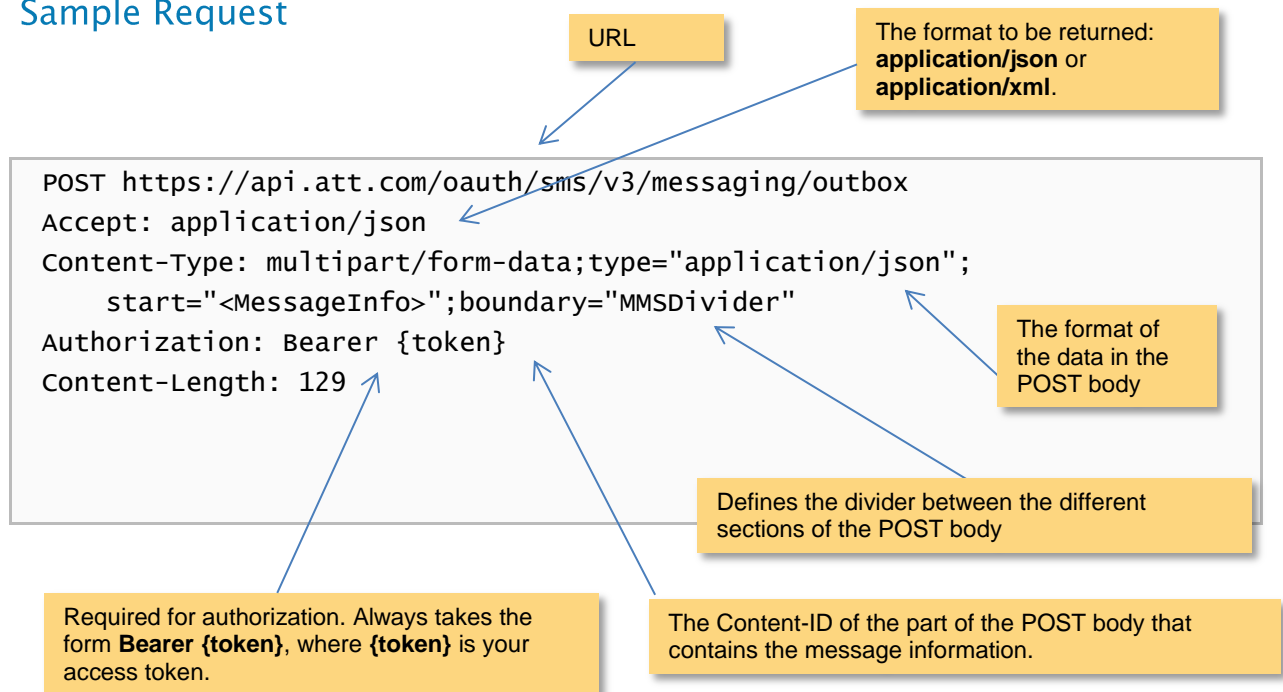 Sample Request
URL
The format to be returned:
application/json or
application/xml.
POST https://api.att.com/oauth/sms/v3/messaging/outbox
Accept: application/json
Content-Type: multipart/form-data;type="application/json";
start="<MessageInfo>";boundary="MMSDivider"
Authorization: Bearer {token}
Content-Length: 129
The format of
the data in the
POST body
Defines the divider between the different
sections of the POST body
Required for authorization. Always takes the
form Bearer {token}, where {token} is your
access token.
The Content-ID of the part of the POST body that
contains the message information.